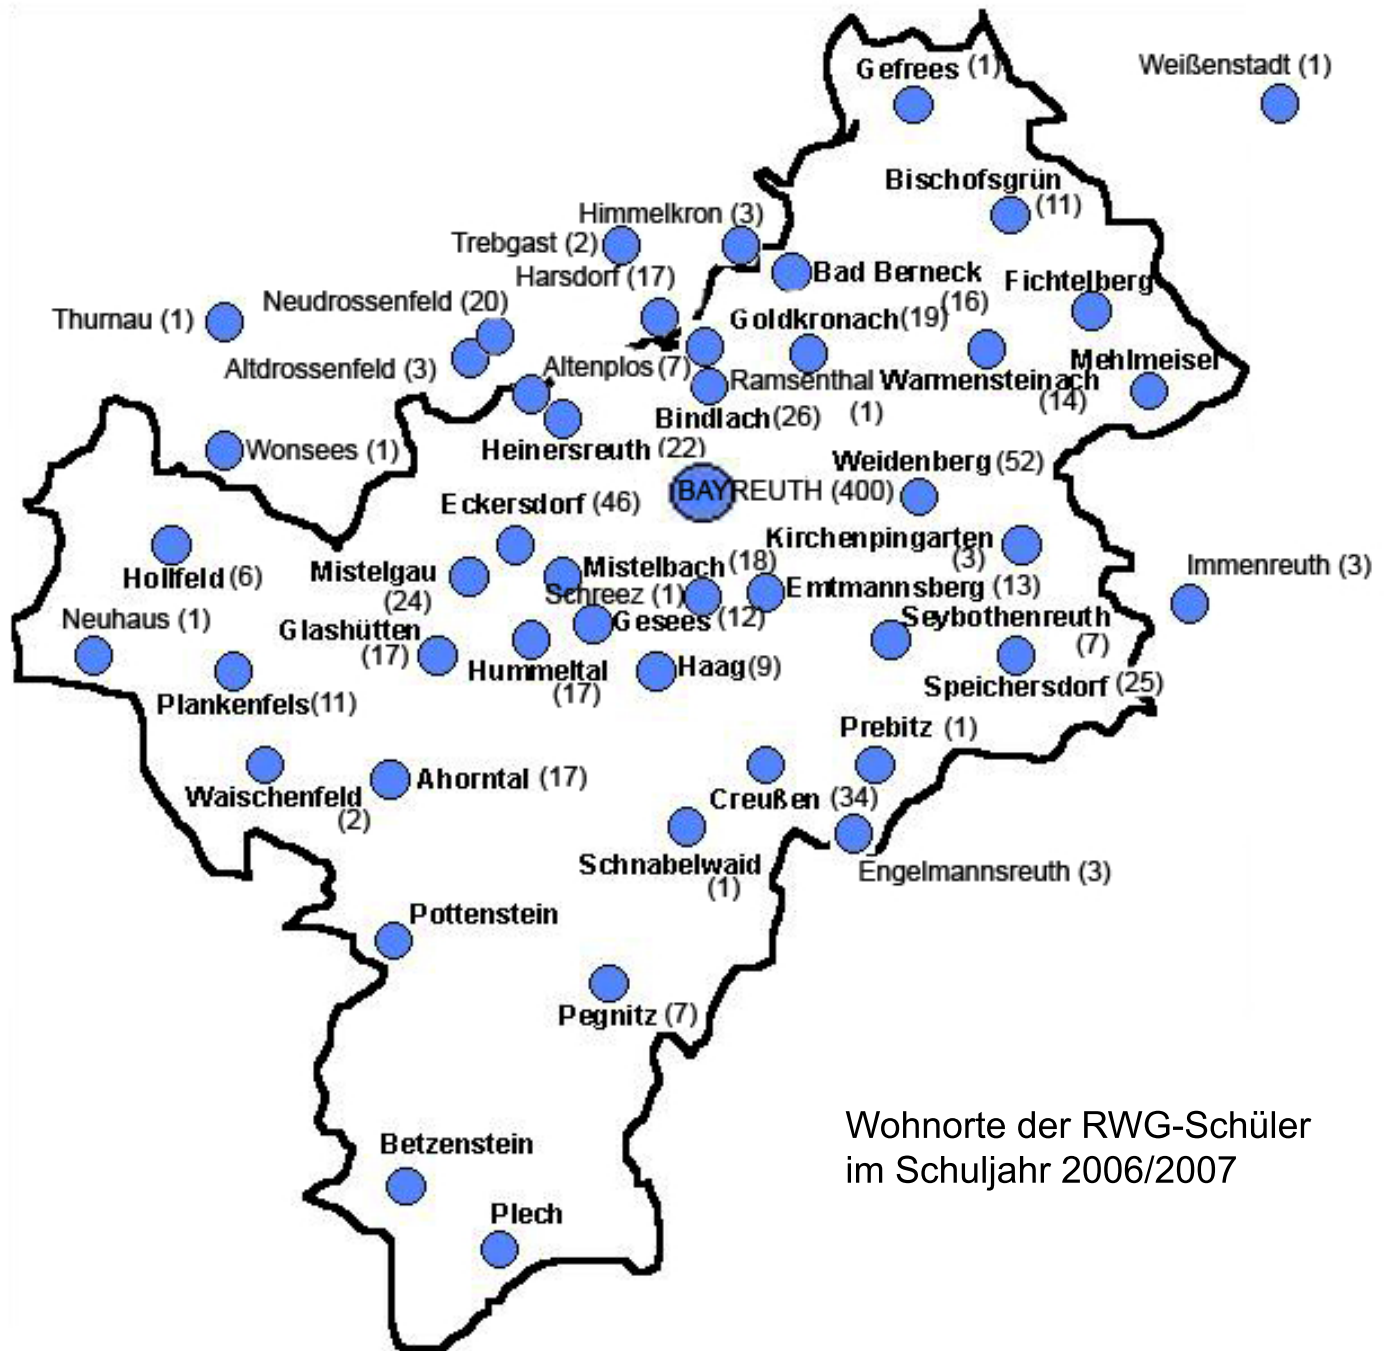 Gefrees (1)
Weißenstadt (1)
Bischofsgrün
(11)
Himmelkron (3)
Trebgast (2)
Harsdorf (17)
Bad Berneck
(16)
Fichtelberg
Neudrossenfeld (20)
Thurnau (1)
Goldkronach (19)
Altdrossenfeld (3)
Altenplos (7)
Mehlmeisel
Ramsenthal
(1)
Warmensteinach
(14)
Bindlach (26)
Wonsees (1)
Heinersreuth (22)
Weidenberg (52)
BAYREUTH (400)
Eckersdorf (46)
Kirchenpingarten
(3)
Hollfeld (6)
Mistelgau
(24)
Mistelbach (18)
Immenreuth (3)
Schreez (1)
Emtmannsberg (13)
Neuhaus (1)
Glashütten
(17)
Gesees (12)
Seybothenreuth
(7)
Hummeltal
(17)
Haag (9)
Speichersdorf (25)
Plankenfels (11)
Prebitz (1)
Waischenfeld
(2)
Ahorntal (17)
Creußen (34)
Schnabelwaid
(1)
Engelmannsreuth (3)
Pottenstein
Pegnitz (7)
Betzenstein
Plech
Wohnorte der RWG-Schüler
im Schuljahr 2006/2007